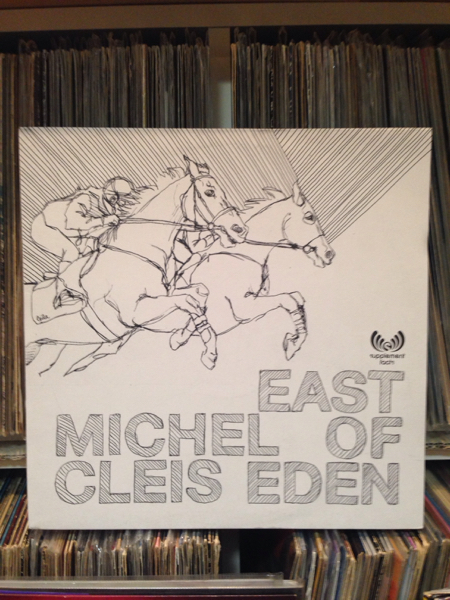 supplement
facts
EAST
MICHEL OF
CLEIS EDEN